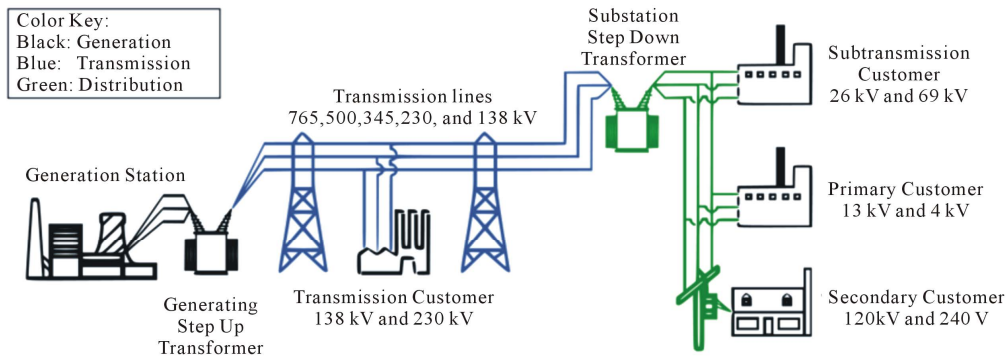 Color Key:
Black: Generation
Blue: Transmission
Green: Distribution
Substation
Step Down
Transformer
Subtransmission
Customer
26 kV and 69 kV
Transmission lines
765,500,345,230, and 138 kV
Generation Station
Primary Customer
13 kV and 4 kV
Generating
Step Up
Transformer
Transmission Customer
138 kV and 230 kV
Secondary Customer
120kV and 240 V